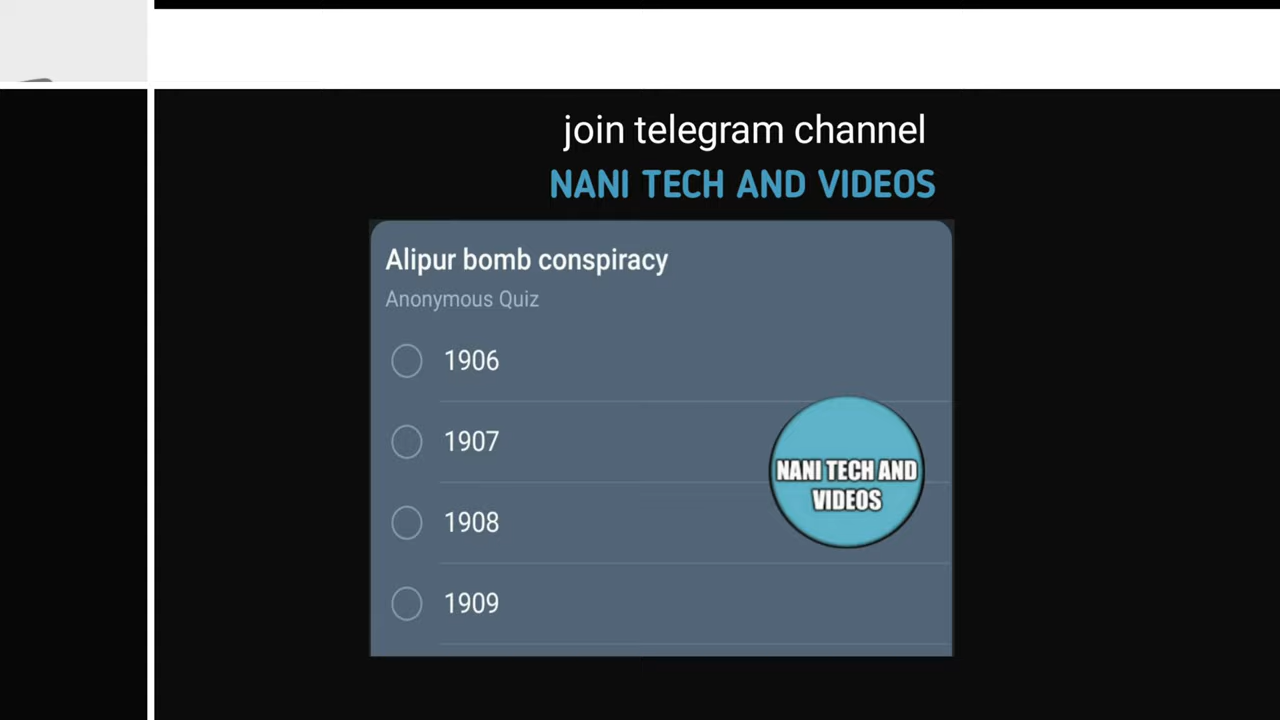 join telegram channel
NANI TECH AND VIDEOS
Alipur bomb conspiracy
Anonymous Quiz
1906
1907
1908
1909
NANI TECH AND
VIDEOS